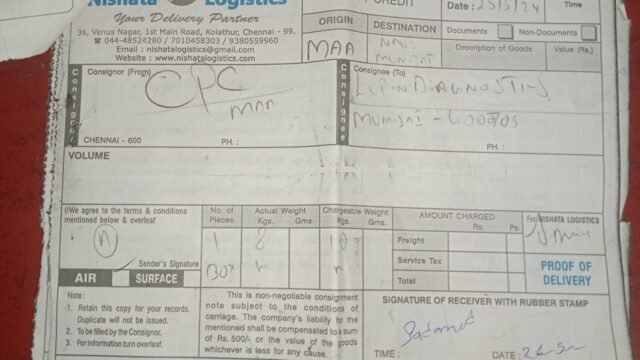 Nishata Logistics
CREDIT
Date: 25/5/24
Time
Your Delivery Partner
36, Venus Nagar, 1st Main Road, Kolathur, Chennai - 99.
☎ 044-48524280 / 7010458303 / 9380559960
Email : nishatalogistics@gmail.com
Website : www.nishatalogistics.com
ORIGIN
MAA
DESTINATION
MUMBAI
Documents
Non-Documents
Description of Goods
Value (Rs.)
Consignor
Consignor (From)
CPC
MAA
CHENNAI - 600
PH. :
Consignee
Consignee (To)
LUPIN DIAGNOSTICS
MUMBAI -
PH. :
VOLUME
I/We agree to the terms & conditions
mentioned below & overleaf
Sender's Signature
AIR
SURFACE
No. of
Pieces
1
BOX
Actual Weight
Kgs. Gms.
8
Chargeable Weight
Kgs. Gms.
10
AMOUNT CHARGED
Rs. Ps.
Freight
Service Tax
Total
For NISHATA LOGISTICS
PROOF OF
DELIVERY
Note :
1. Retain this copy for your records.
Duplicate will not be issued.
2. To be filled by the Consignor.
3. For information turn overleaf.
This is non-negotiable consignment
note subject to the conditions of
carriage. The company's liability for the
mentioned shall be compensated to sum
of Rs. 500/- or the value of the goods
whichever is less for any cause.
SIGNATURE OF RECEIVER WITH RUBBER STAMP
TIME :
DATE :